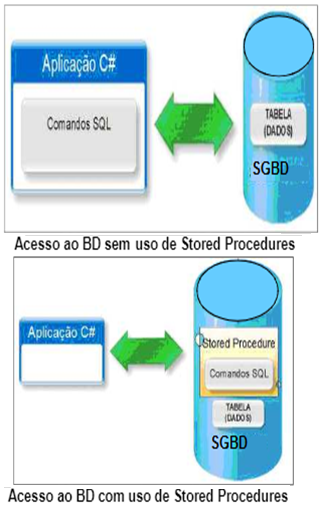 Aplicação C#
Comandos SQL
TABELA
(DADOS)
SGBD
Acesso ao BD sem uso de Stored Procedures
Aplicação C#
Stored Procedure
Comandos SQL
TABELA
(DADOS)
SGBD
Acesso ao BD com uso de Stored Procedures